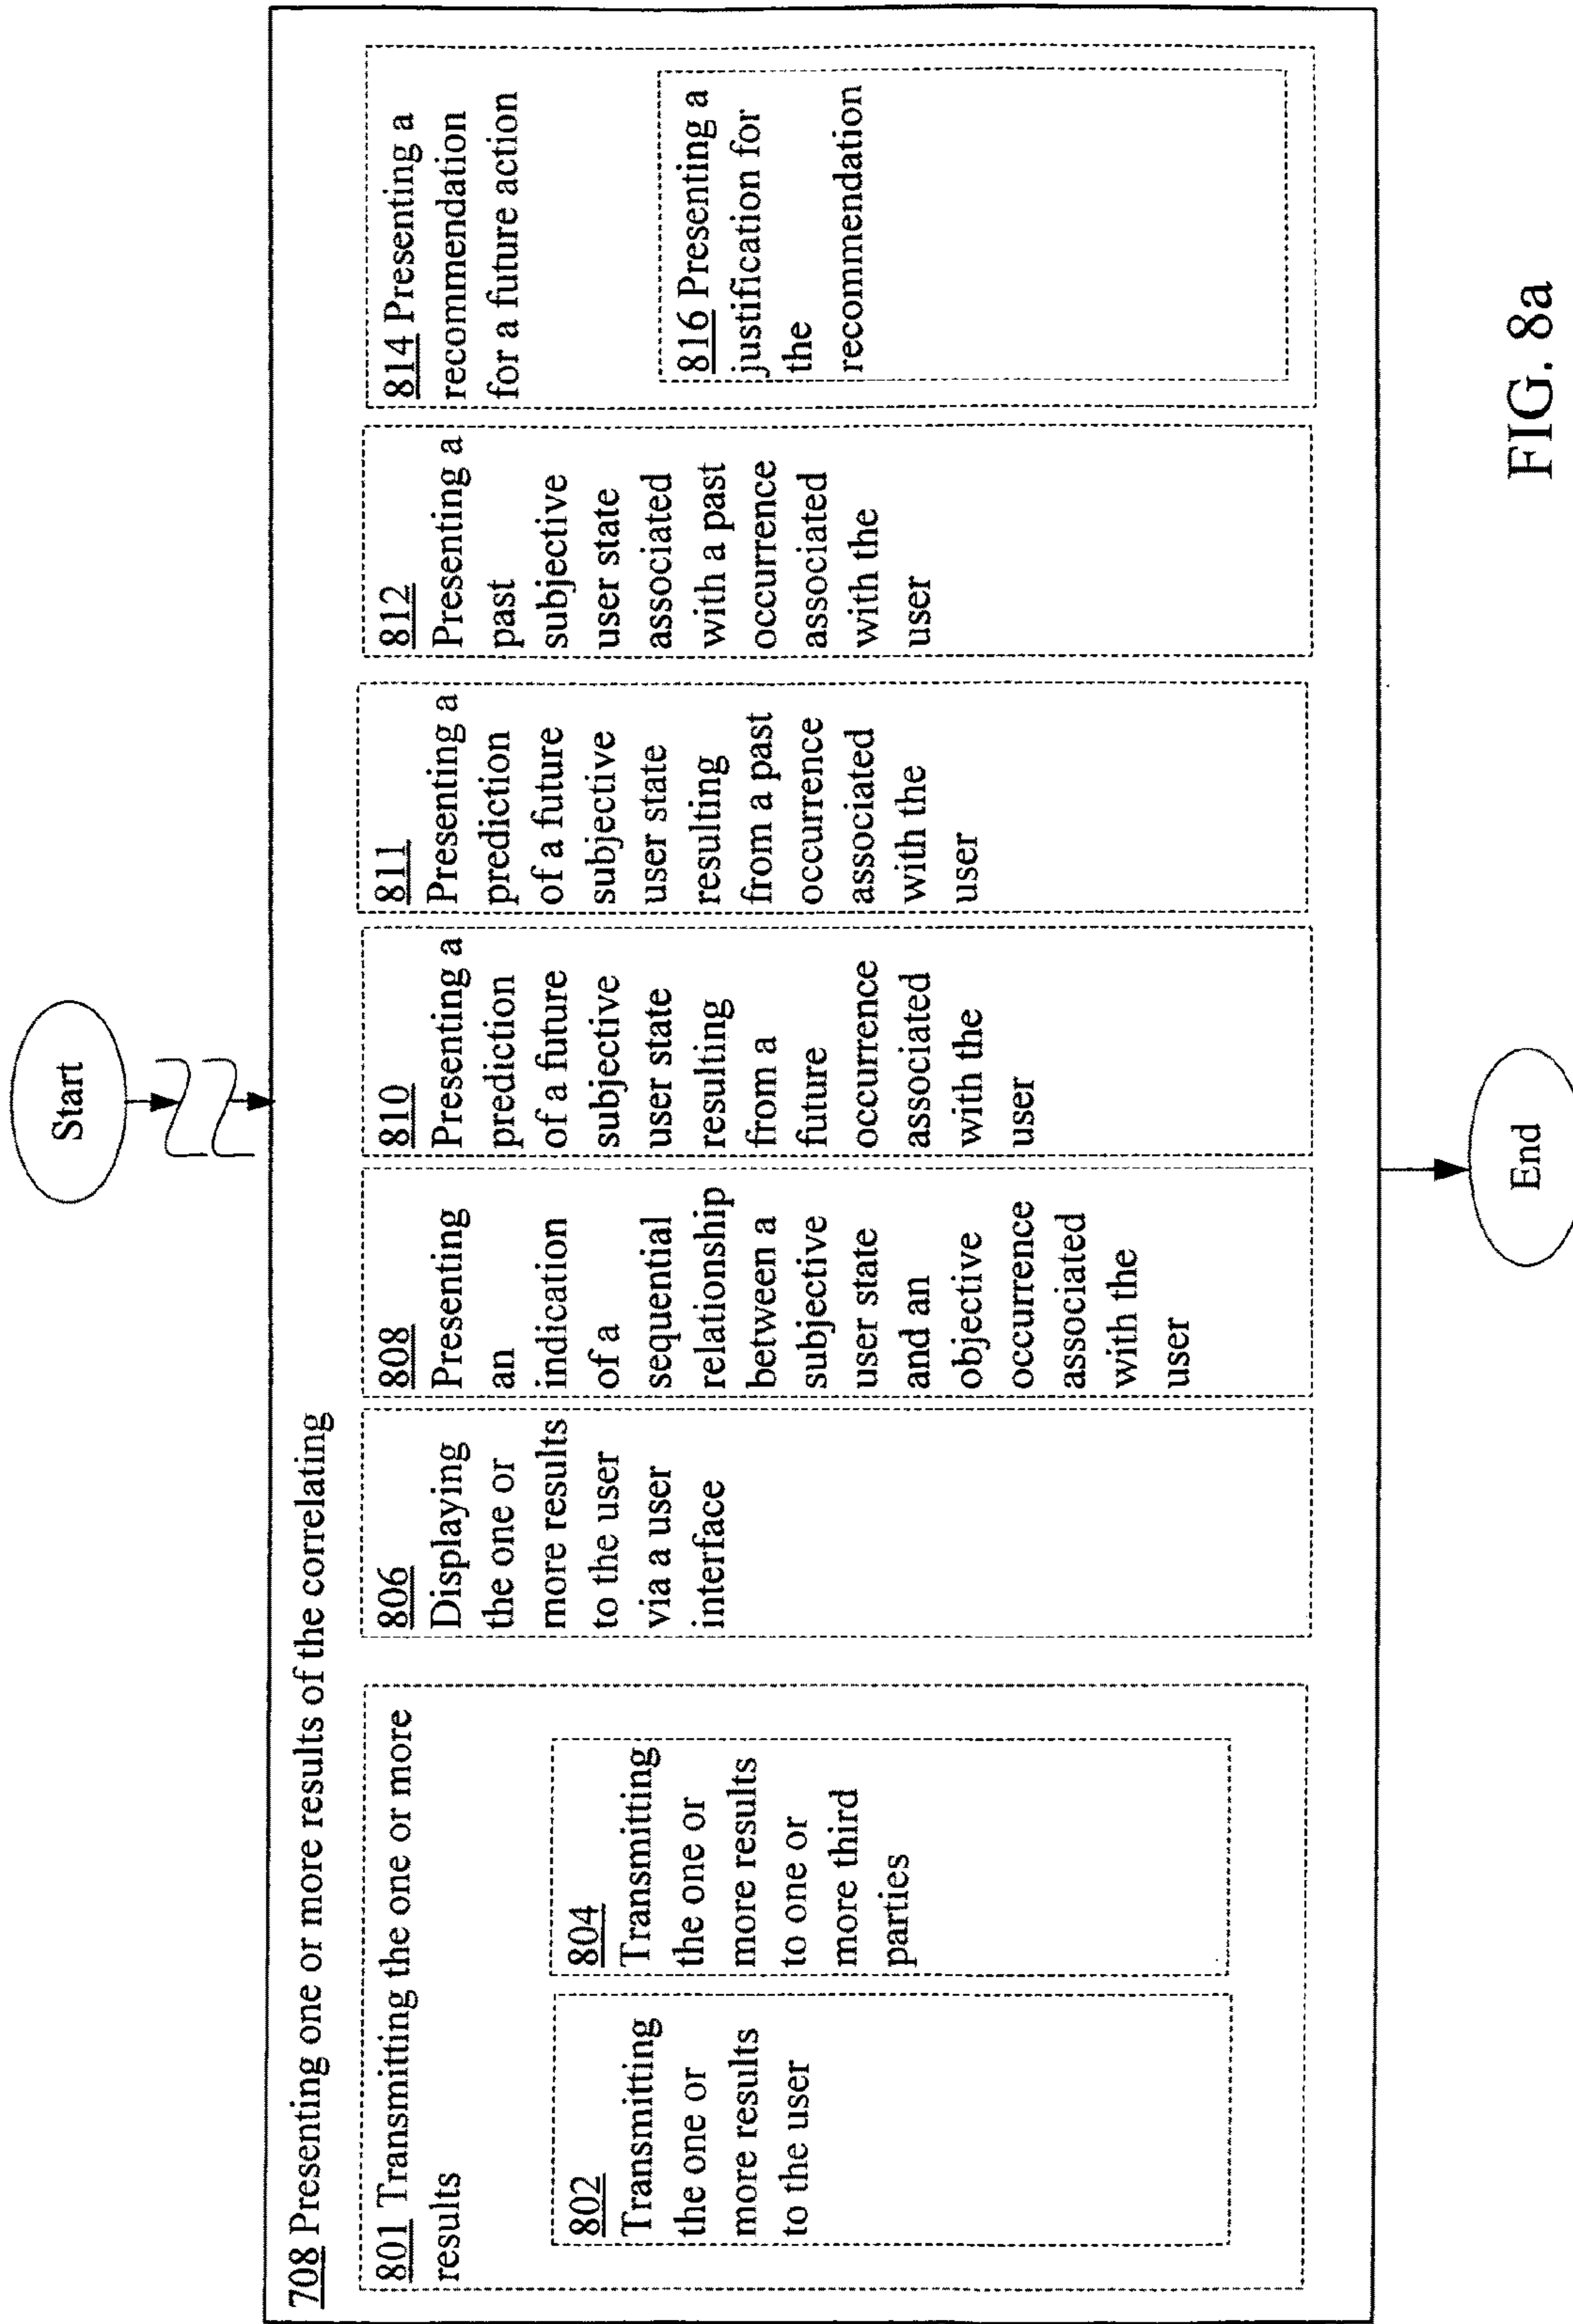 Start
708 Presenting one or more results of the correlating
801 Transmitting the one or more
results
802
Transmitting
the one or
more results
to the user
804
Transmitting
the one or
more results
to one or
more third
parties
806
Displaying
the one or
more results
to the user
via a user
interface
808
Presenting
an
indication
of a
sequential
relationship
between a
subjective
user state
and an
objective
occurrence
associated
with the
user
810
Presenting a
prediction
of a future
subjective
user state
resulting
from a
future
occurrence
associated
with the
user
811
Presenting a
prediction
of a future
subjective
user state
resulting
from a past
occurrence
associated
with the
user
812
Presenting a
past
subjective
user state
associated
with a past
occurrence
associated
with the
user
814 Presenting a
recommendation
for a future action
816 Presenting a
justification for
the
recommendation
End
FIG. 8a